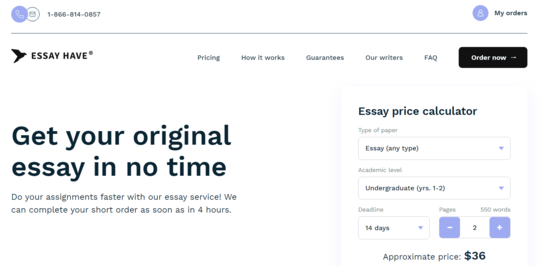 1-866-814-0857
My orders
ESSAY HAVE®
Pricing
How it works
Guarantees
Our writers
FAQ
Order now →
Get your original
essay in no time
Do your assignments faster with our essay service! We
can complete your short order as soon as in 4 hours.
Essay price calculator
Type of paper
Essay (any type)
Academic level
Undergraduate (yrs. 1-2)
Deadline
Pages
550 words
14 days
− 2 +
Approximate price: $36